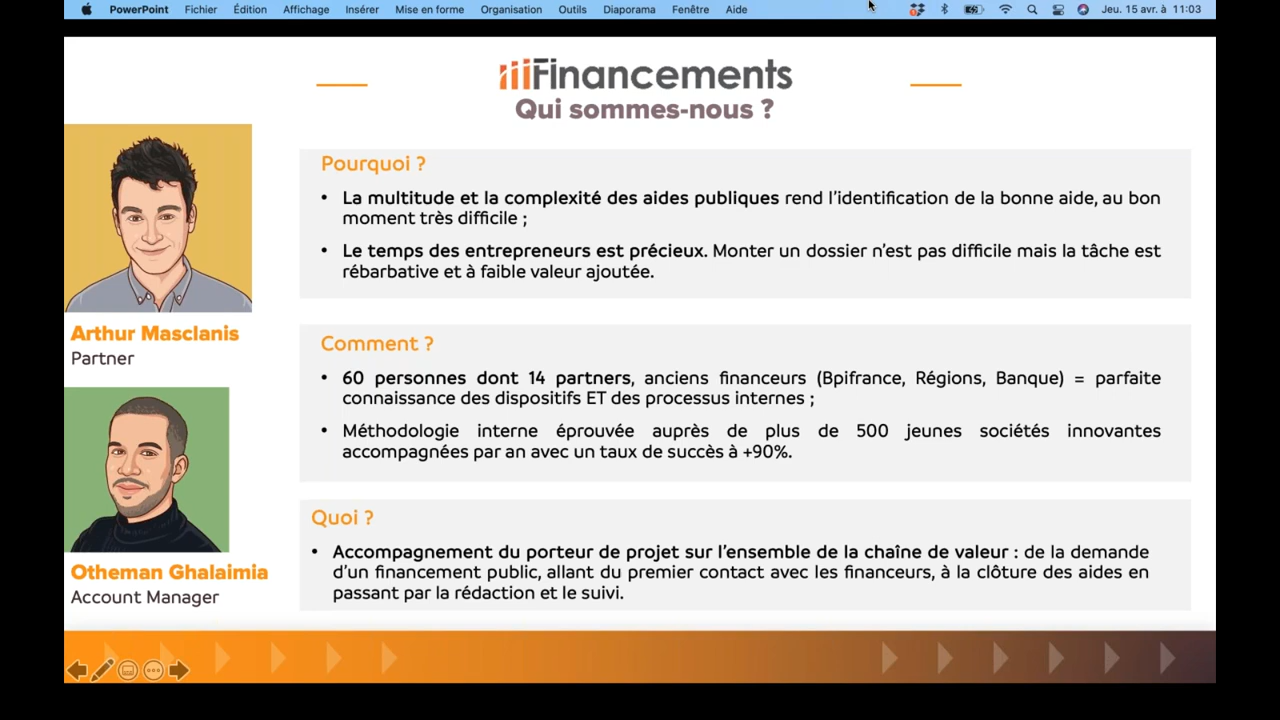 PowerPoint Fichier Édition Affichage Insérer Mise en forme Organisation Outils Diaporama Fenêtre Aide Jeu. 15 avr. à 11:03
iiiFinancements
Qui sommes-nous ?
Arthur Masclanis
Partner
Otheman Ghalaimia
Account Manager
Pourquoi ?
• La multitude et la complexité des aides publiques rend l’identification de la bonne aide, au bon
moment très difficile ;
• Le temps des entrepreneurs est précieux. Monter un dossier n’est pas difficile mais la tâche est
rébarbative et à faible valeur ajoutée.
Comment ?
• 60 personnes dont 14 partners, anciens financeurs (Bpifrance, Régions, Banque) = parfaite
connaissance des dispositifs ET des processus internes ;
• Méthodologie interne éprouvée auprès de plus de 500 jeunes sociétés innovantes
accompagnées par an avec un taux de succès à +90%.
Quoi ?
• Accompagnement du porteur de projet sur l’ensemble de la chaîne de valeur : de la demande
d’un financement public, allant du premier contact avec les financeurs, à la clôture des aides en
passant par la rédaction et le suivi.